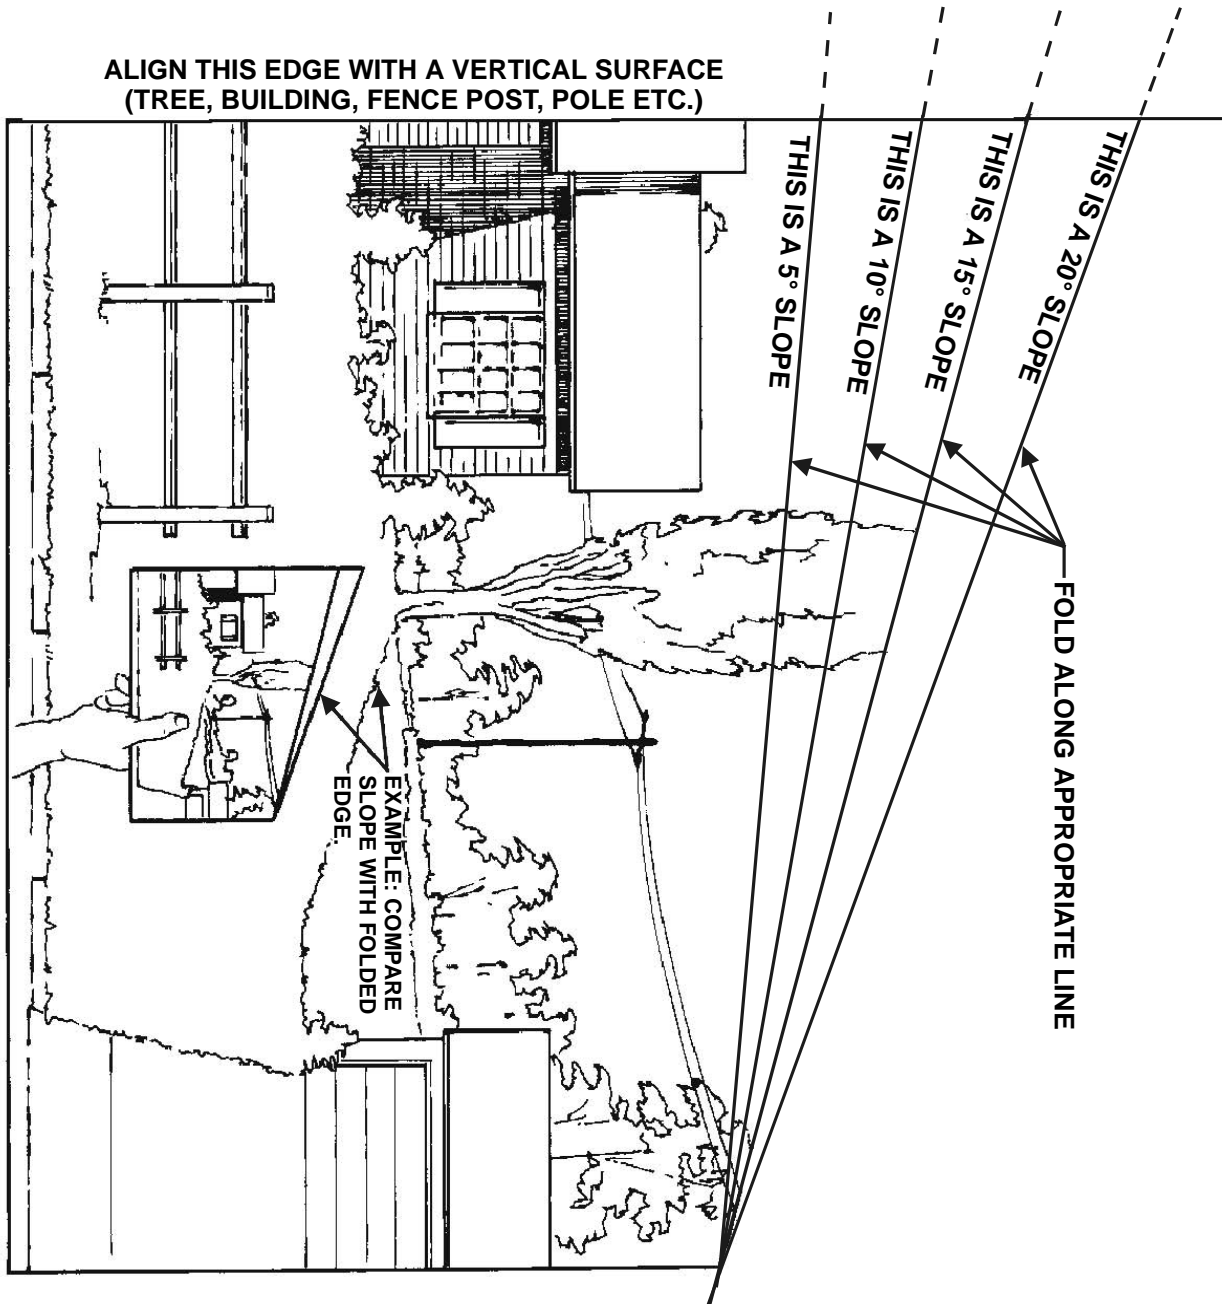 ALIGN THIS EDGE WITH A VERTICAL SURFACE
(TREE, BUILDING, FENCE POST, POLE ETC.)
THIS IS A 5° SLOPE
THIS IS A 10° SLOPE
THIS IS A 15° SLOPE
THIS IS A 20° SLOPE
FOLD ALONG APPROPRIATE LINE
EXAMPLE: COMPARE
SLOPE WITH FOLDED
EDGE.